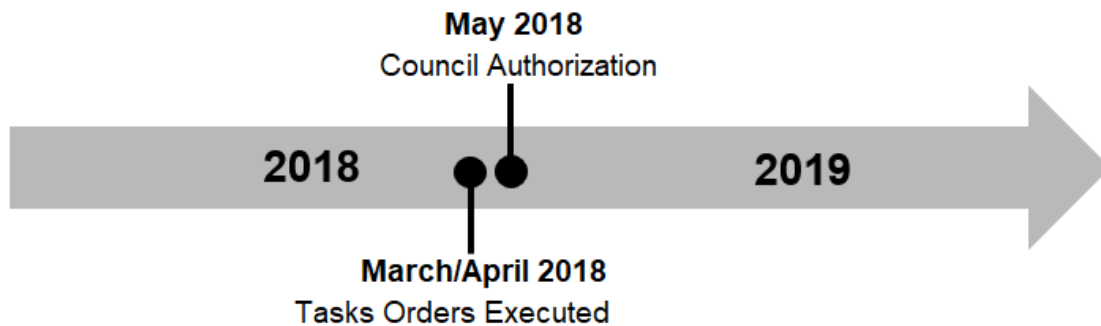 May 2018
Council Authorization
2018
2019
March/April 2018
Tasks Orders Executed